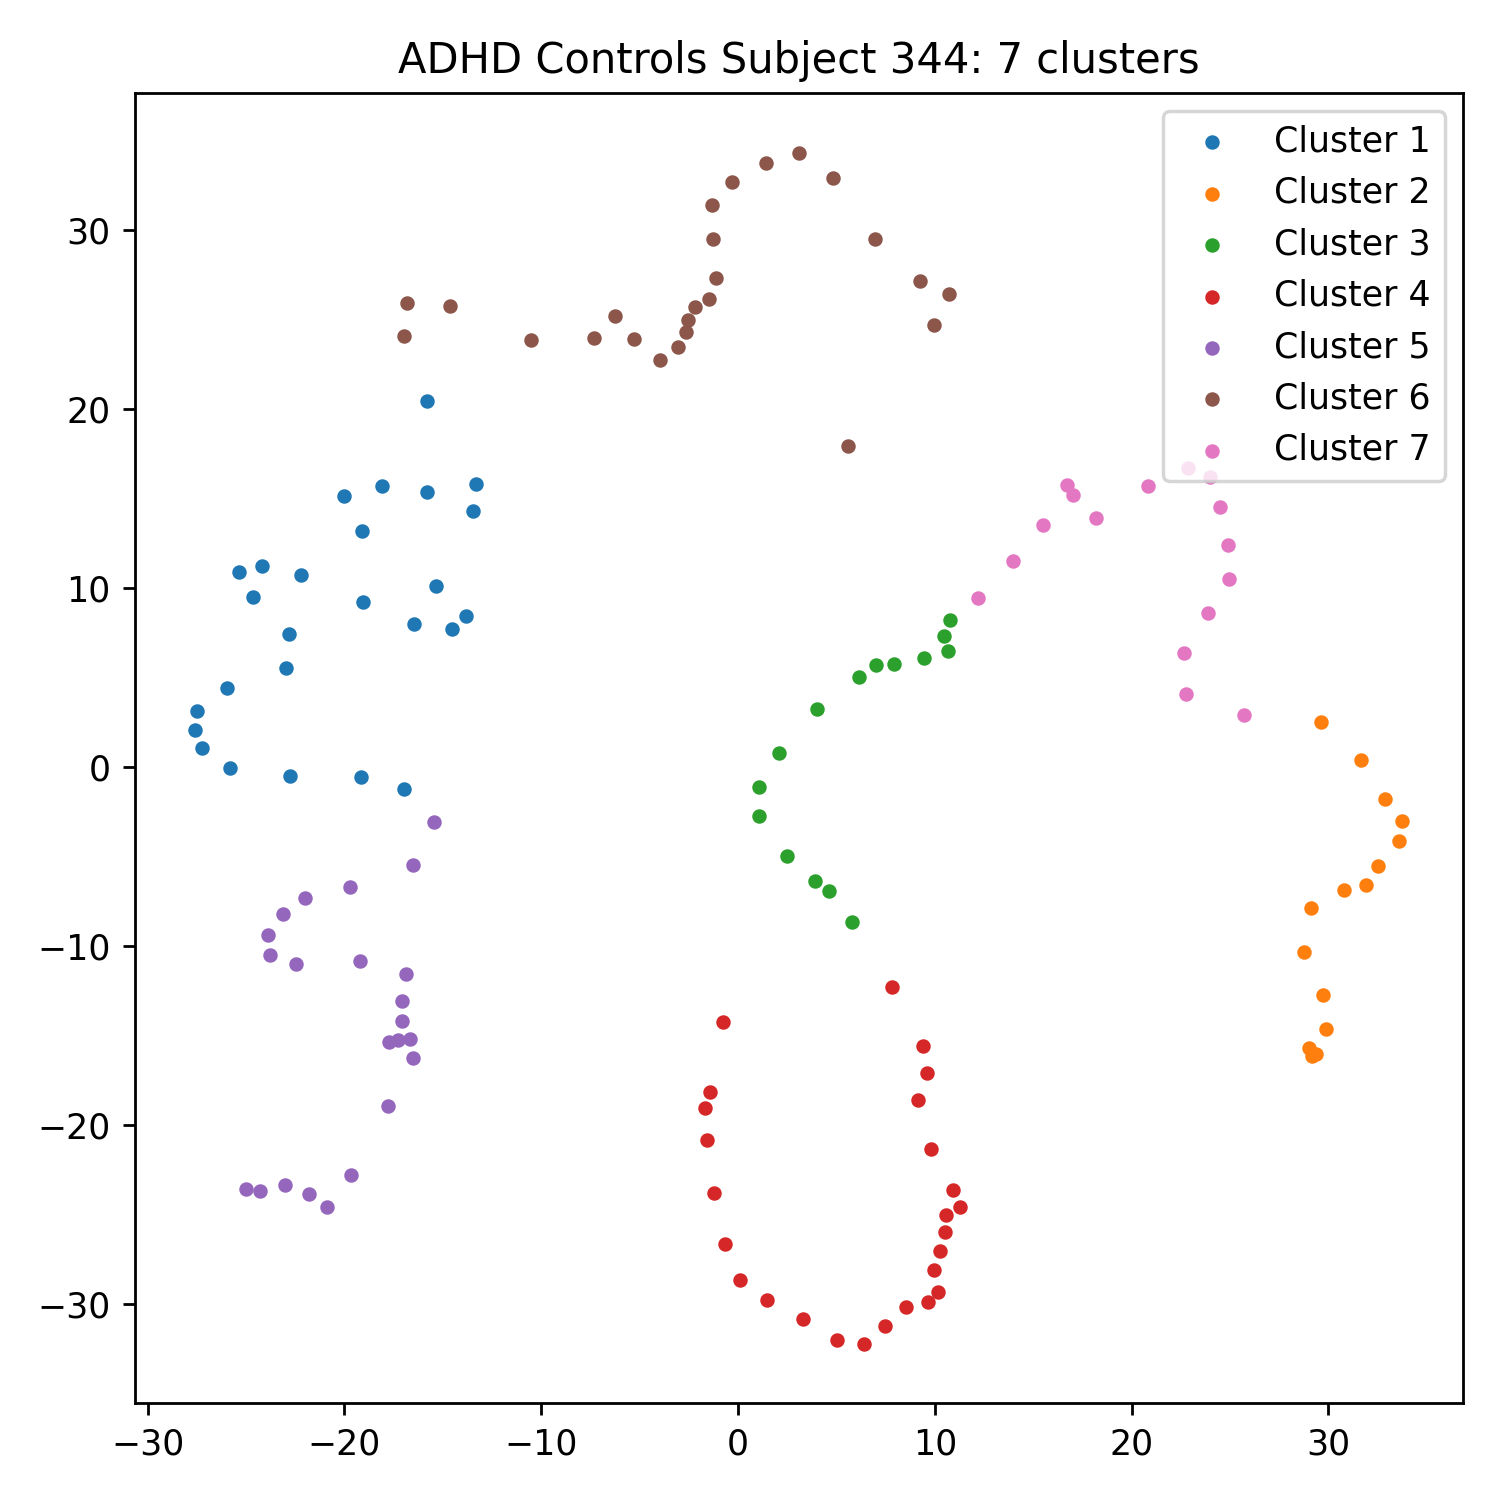 ADHD Controls Subject 344: 7 clusters
Cluster 1
Cluster 2
Cluster 3
Cluster 4
Cluster 5
Cluster 6
Cluster 7
30
20
10
0
−10
−20
−30
−30 −20 −10 0 10 20 30